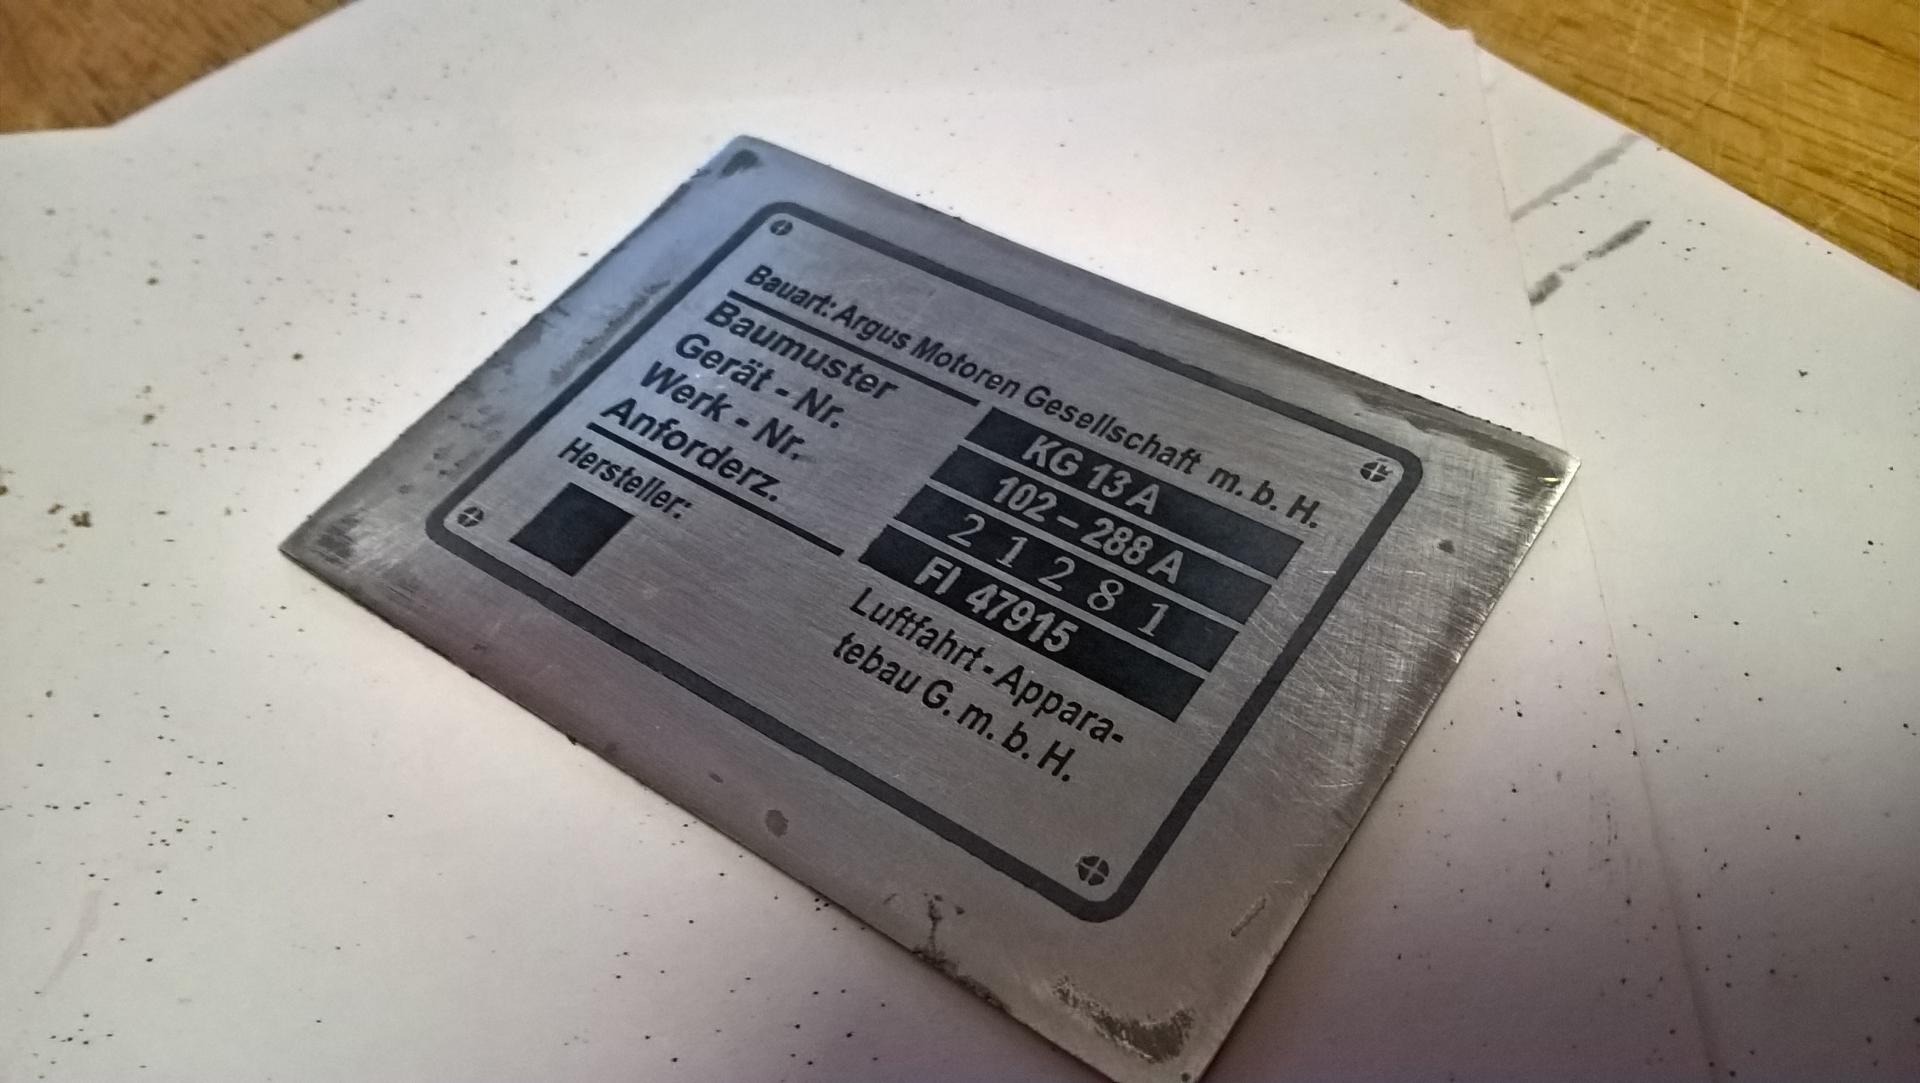 Bauart: Argus Motoren Gesellschaft m. b. H.
Baumuster KG 13 A
Gerät - Nr. 102 – 288 A
Werk - Nr. 2 1 2 8 1
Anforderz. Fl 47915
Hersteller: Luftfahrt - Appara-
tebau G. m. b. H.